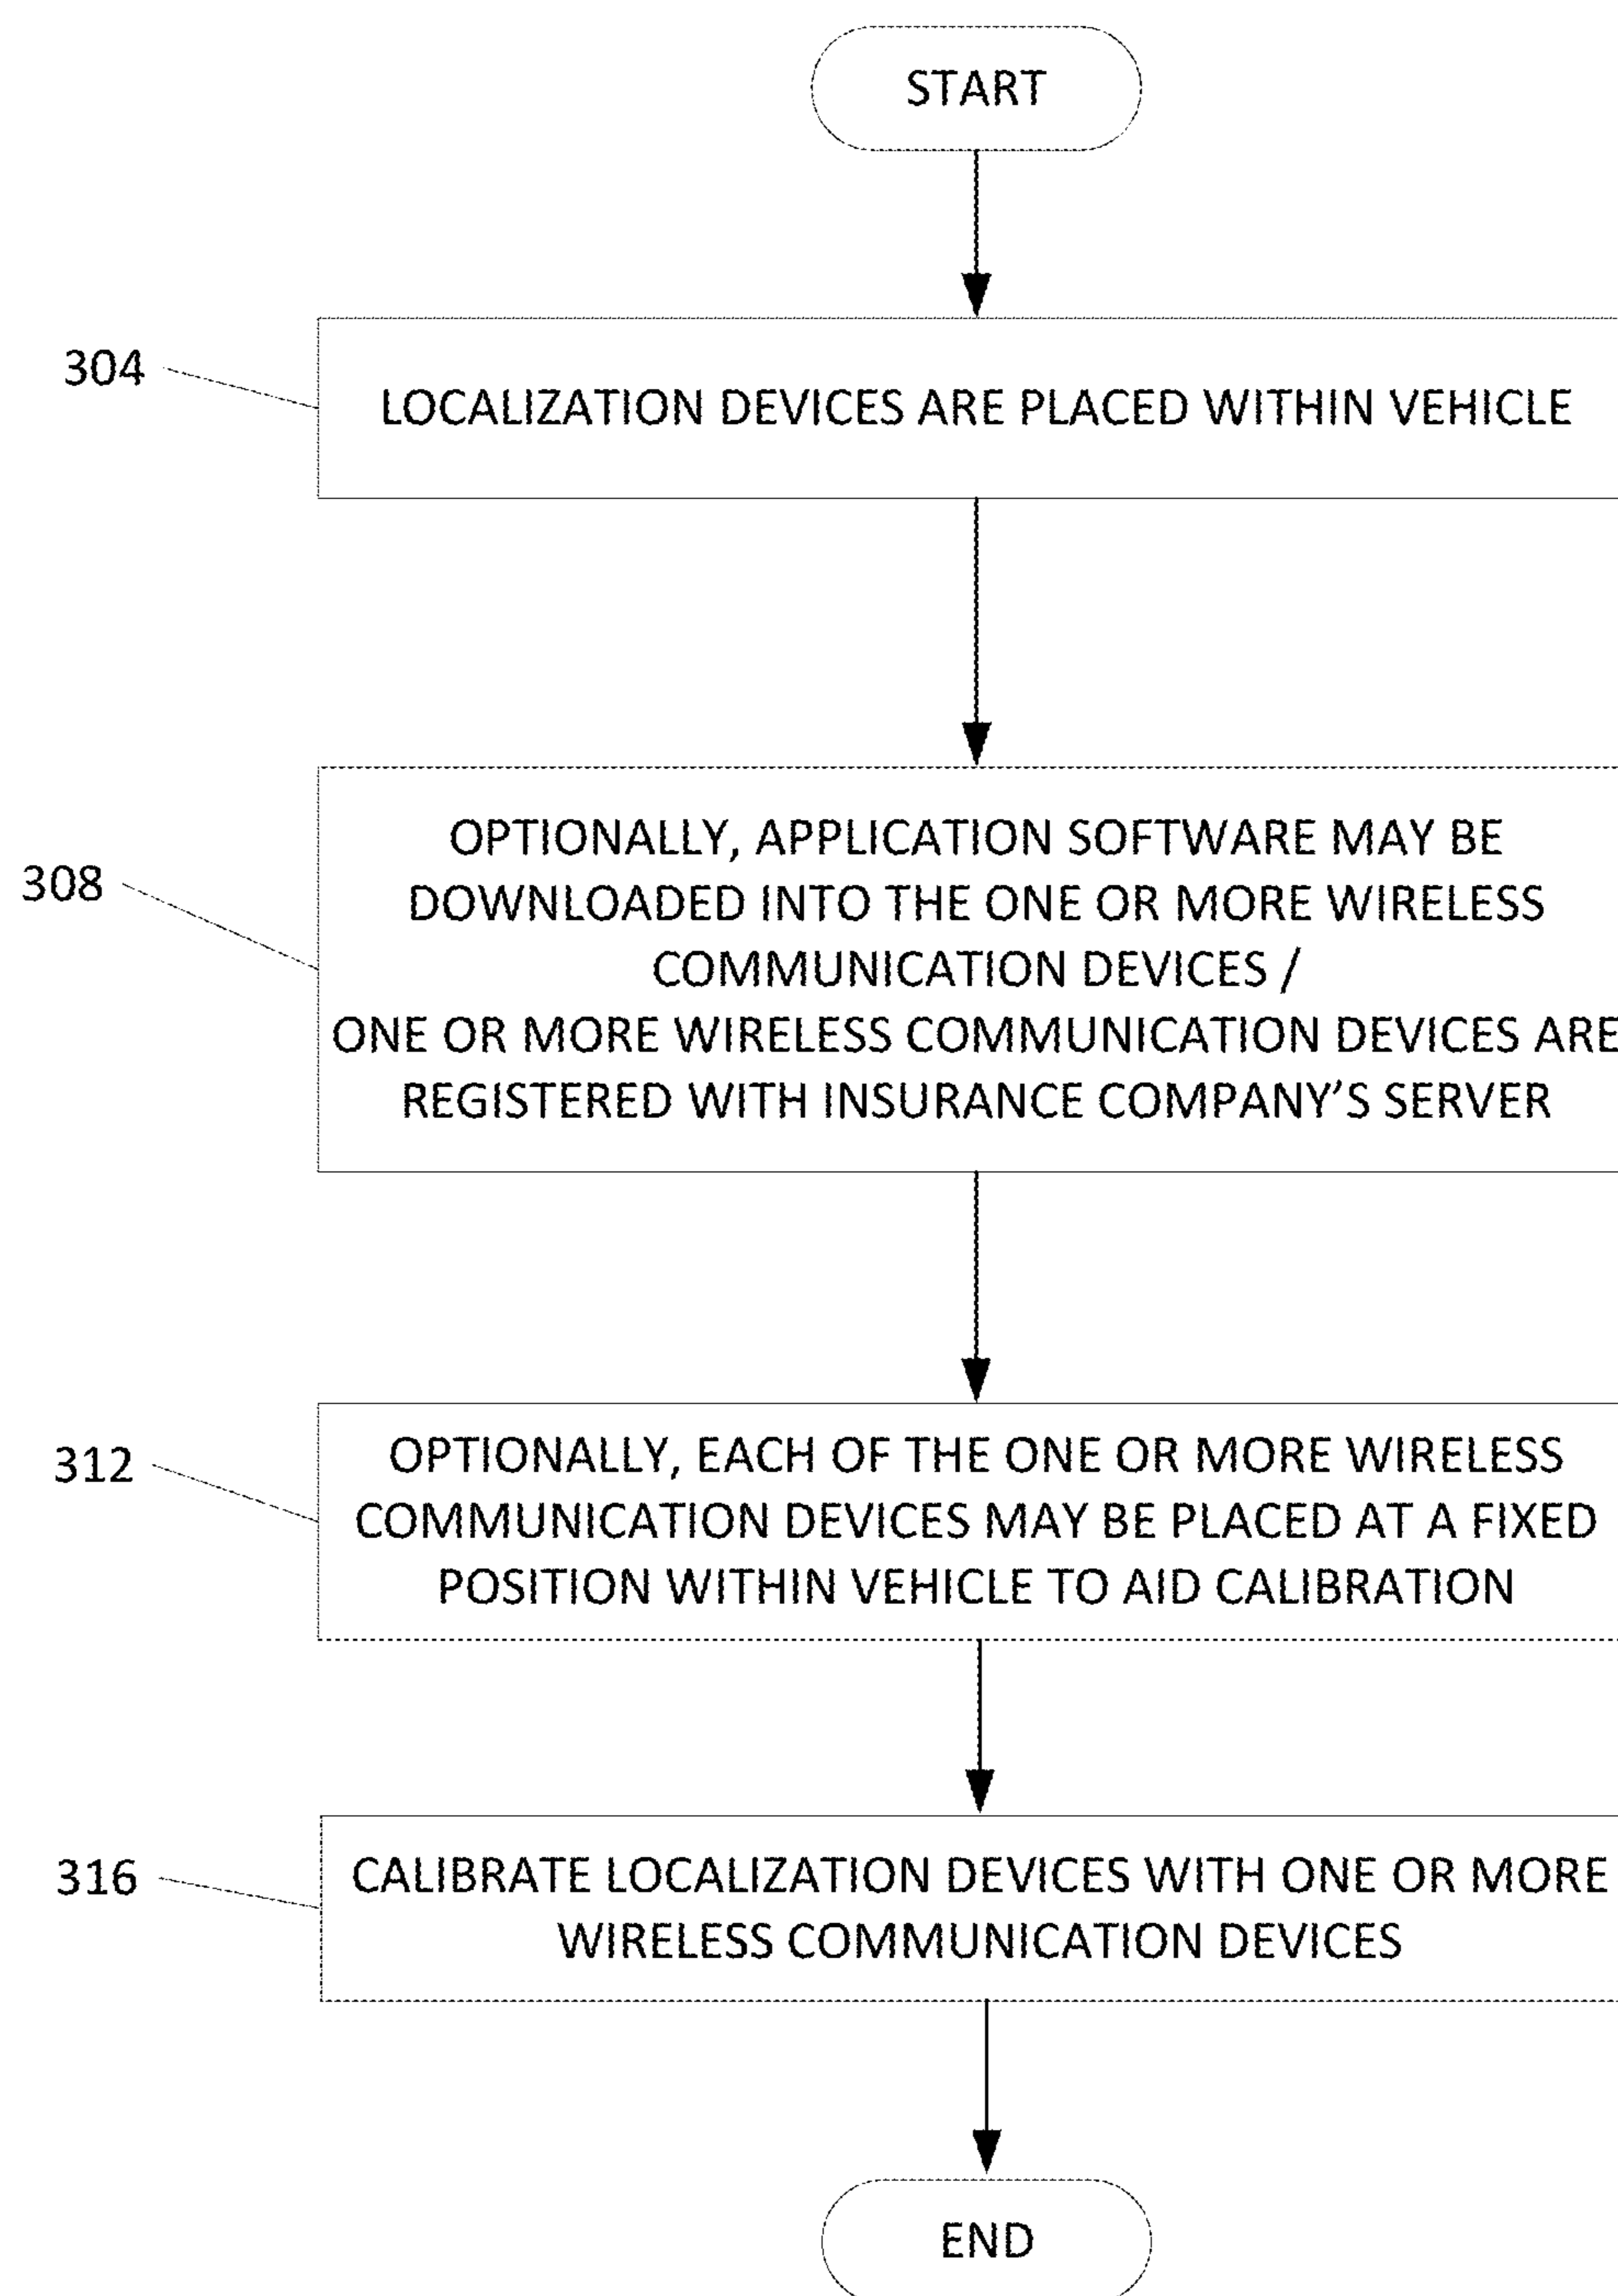 START
304
LOCALIZATION DEVICES ARE PLACED WITHIN VEHICLE
308
OPTIONALLY, APPLICATION SOFTWARE MAY BE
DOWNLOADED INTO THE ONE OR MORE WIRELESS
COMMUNICATION DEVICES /
ONE OR MORE WIRELESS COMMUNICATION DEVICES ARE
REGISTERED WITH INSURANCE COMPANY’S SERVER
312
OPTIONALLY, EACH OF THE ONE OR MORE WIRELESS
COMMUNICATION DEVICES MAY BE PLACED AT A FIXED
POSITION WITHIN VEHICLE TO AID CALIBRATION
316
CALIBRATE LOCALIZATION DEVICES WITH ONE OR MORE
WIRELESS COMMUNICATION DEVICES
END